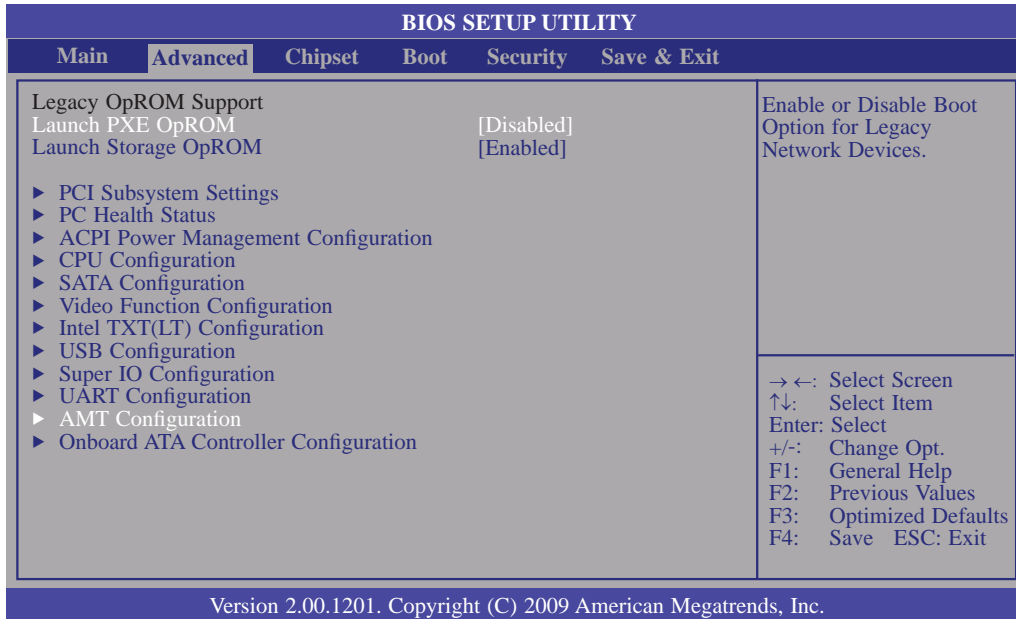 BIOS SETUP UTILITY
Main Advanced Chipset Boot Security Save & Exit
Legacy OpROM Support
Launch PXE OpROM [Disabled]
Launch Storage OpROM [Enabled]
► PCI Subsystem Settings
► PC Health Status
► ACPI Power Management Configuration
► CPU Configuration
► SATA Configuration
► Video Function Configuration
► Intel TXT(LT) Configuration
► USB Configuration
► Super IO Configuration
► UART Configuration
► AMT Configuration
► Onboard ATA Controller Configuration
Enable or Disable Boot
Option for Legacy
Network Devices.
→ ←: Select Screen
↑↓: Select Item
Enter: Select
+/-: Change Opt.
F1: General Help
F2: Previous Values
F3: Optimized Defaults
F4: Save ESC: Exit
Version 2.00.1201. Copyright (C) 2009 American Megatrends, Inc.